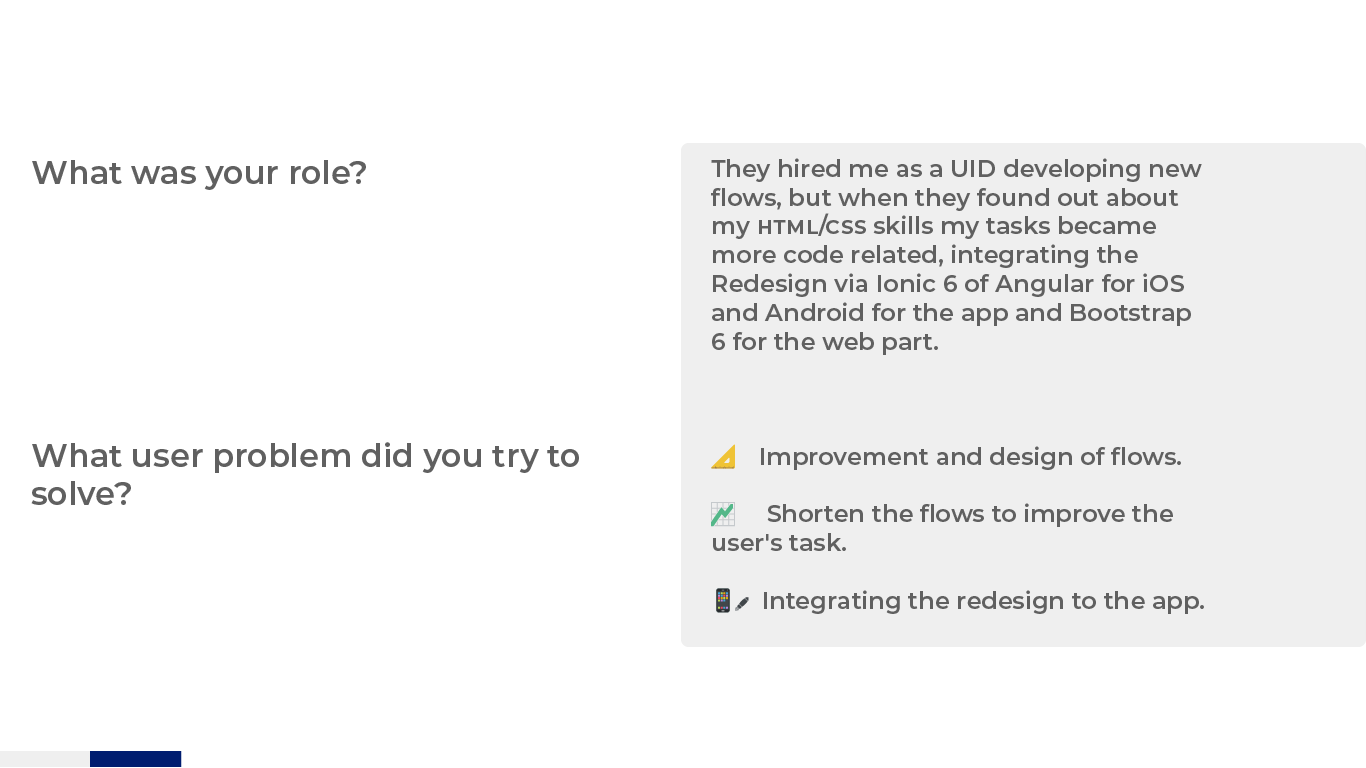 What was your role?
They hired me as a UID developing new
flows, but when they found out about
my HTML/CSS skills my tasks became
more code related, integrating the
Redesign via Ionic 6 of Angular for iOS
and Android for the app and Bootstrap
6 for the web part.
What user problem did you try to
solve?
📐 Improvement and design of flows.
💹 Shorten the flows to improve the
user's task.
📱🖋 Integrating the redesign to the app.